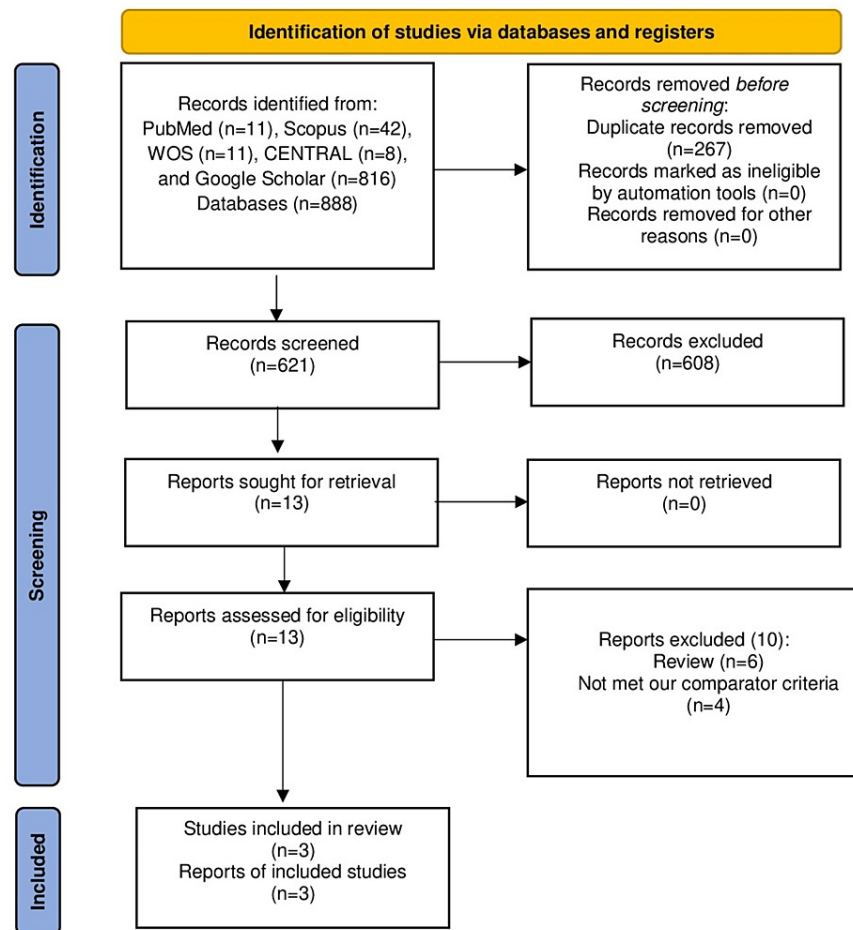 Identification of studies via databases and registers
Identification
Records identified from:
PubMed (n=11), Scopus (n=42),
WOS (n=11), CENTRAL (n=8),
and Google Scholar (n=816)
Databases (n=888)
Records removed before
screening:
Duplicate records removed
(n=267)
Records marked as ineligible
by automation tools (n=0)
Records removed for other
reasons (n=0)
Screening
Records screened
(n=621)
Records excluded
(n=608)
Reports sought for retrieval
(n=13)
Reports not retrieved
(n=0)
Reports assessed for eligibility
(n=13)
Reports excluded (10):
Review (n=6)
Not met our comparator criteria
(n=4)
Included
Studies included in review
(n=3)
Reports of included studies
(n=3)